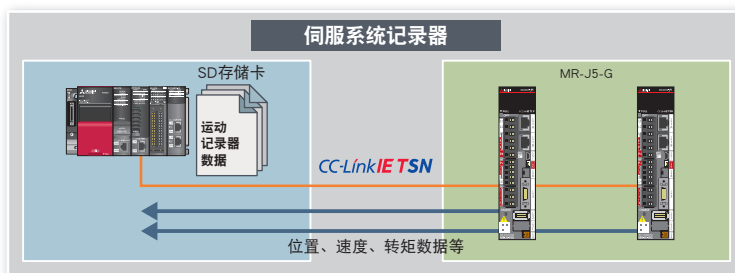 伺服系统记录器
SD存储卡
MR-J5-G
运动
记录器
数据
CC-Link IE TSN
位置、速度、转矩数据等